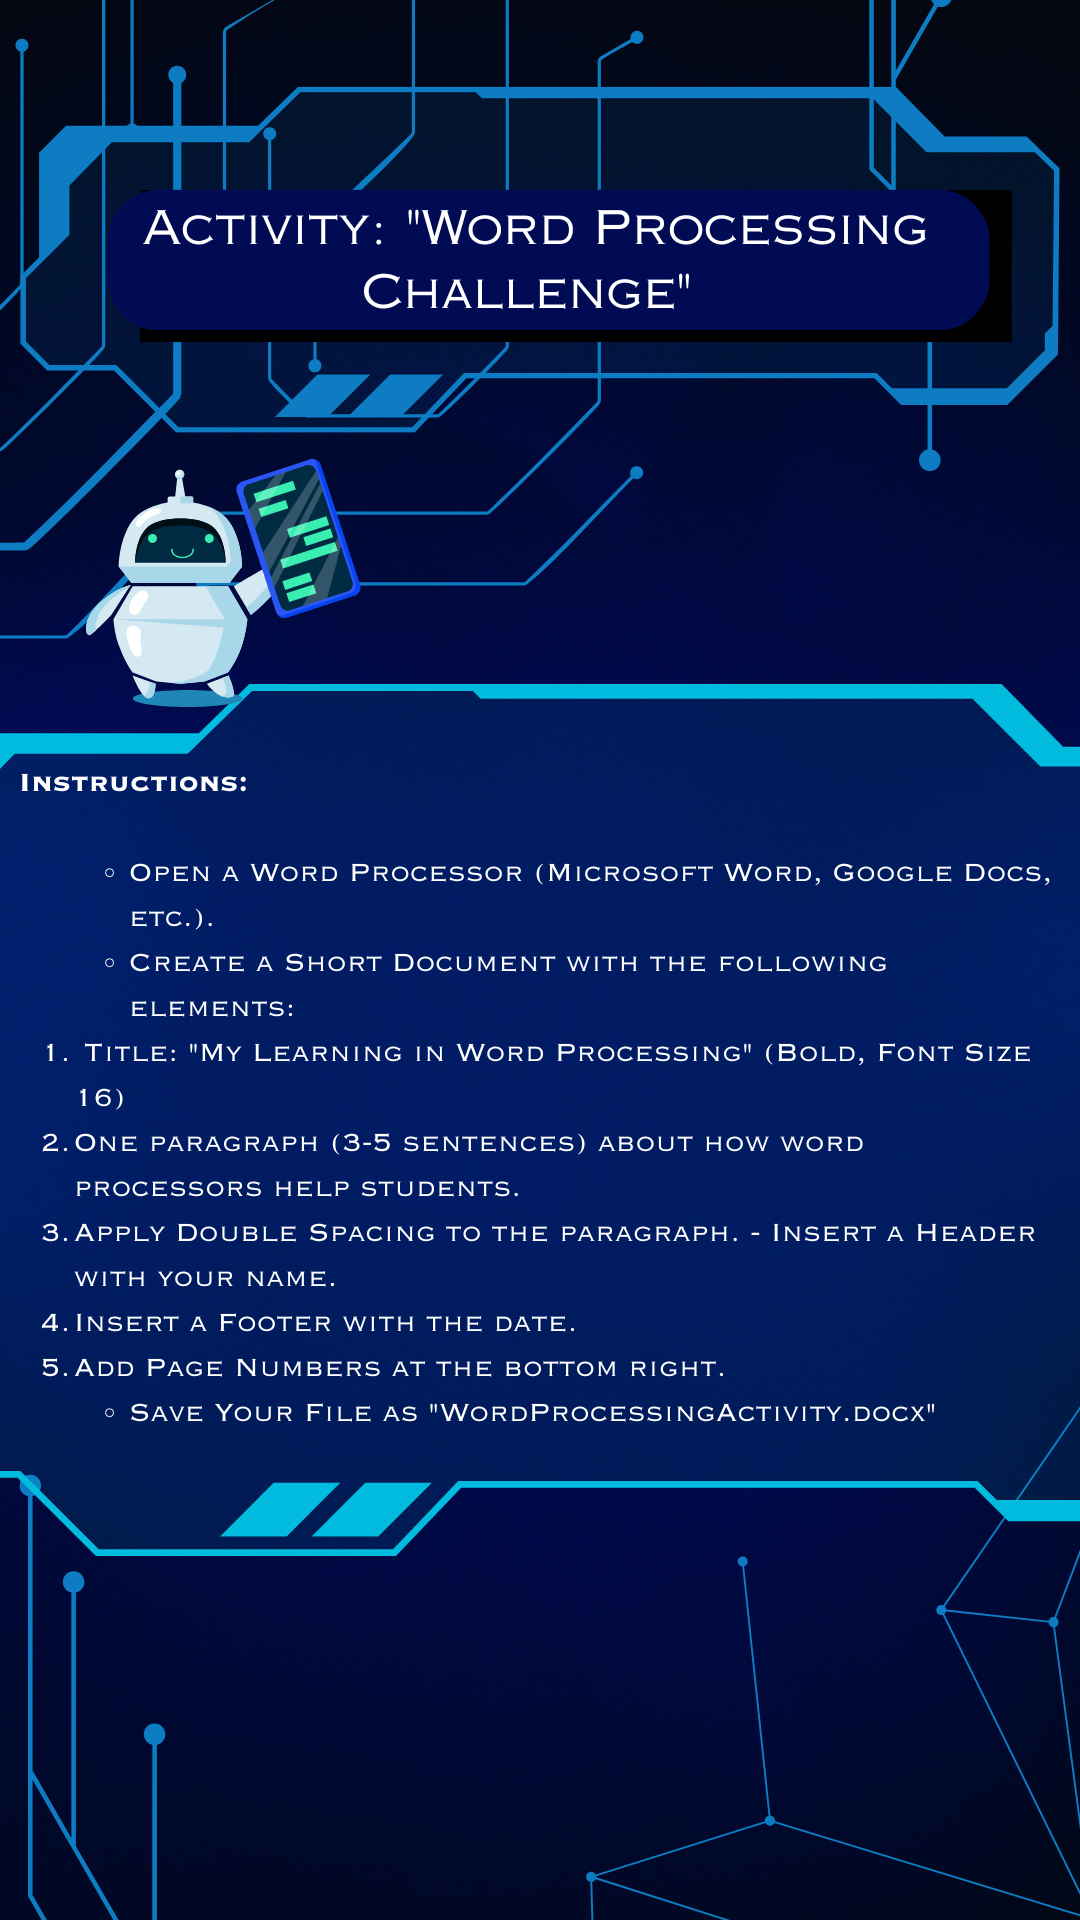 Activity: "Word Processing
Challenge"
Instructions:
Open a Word Processor (Microsoft Word, Google Docs,
etc.).
Create a Short Document with the following
elements:
1. Title: "My Learning in Word Processing" (Bold, Font Size
16)
2. One paragraph (3-5 sentences) about how word
processors help students.
3. Apply Double Spacing to the paragraph. - Insert a Header
with your name.
4. Insert a Footer with the date.
5. Add Page Numbers at the bottom right.
Save Your File as "WordProcessingActivity.docx"